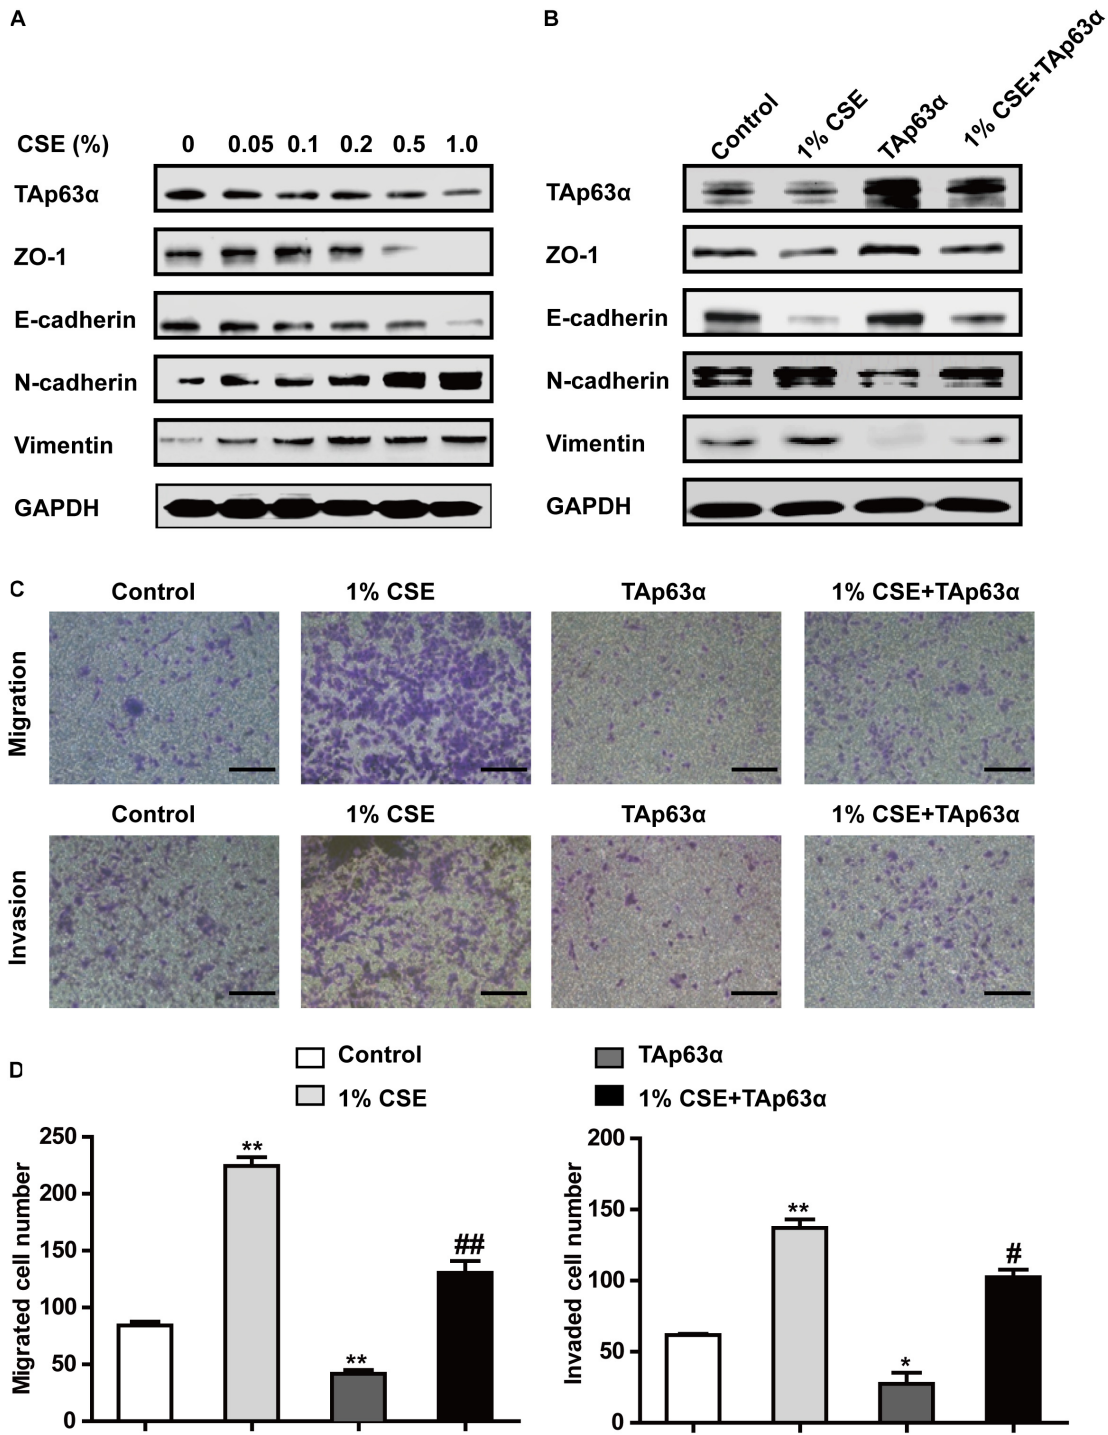 A
B
CSE (%) 0 0.05 0.1 0.2 0.5 1.0
Control 1% CSE TAp63α 1% CSE+TAp63α
TAp63α
ZO-1
E-cadherin
N-cadherin
Vimentin
GAPDH
TAp63α
ZO-1
E-cadherin
N-cadherin
Vimentin
GAPDH
C
Control 1% CSE TAp63α 1% CSE+TAp63α
Migration
Control 1% CSE TAp63α 1% CSE+TAp63α
Invasion
D
Control TAp63α
1% CSE 1% CSE+TAp63α
Migrated cell number
250
200
150
100
50
0
**
**
##
Invaded cell number
200
150
100
50
0
**
*
#